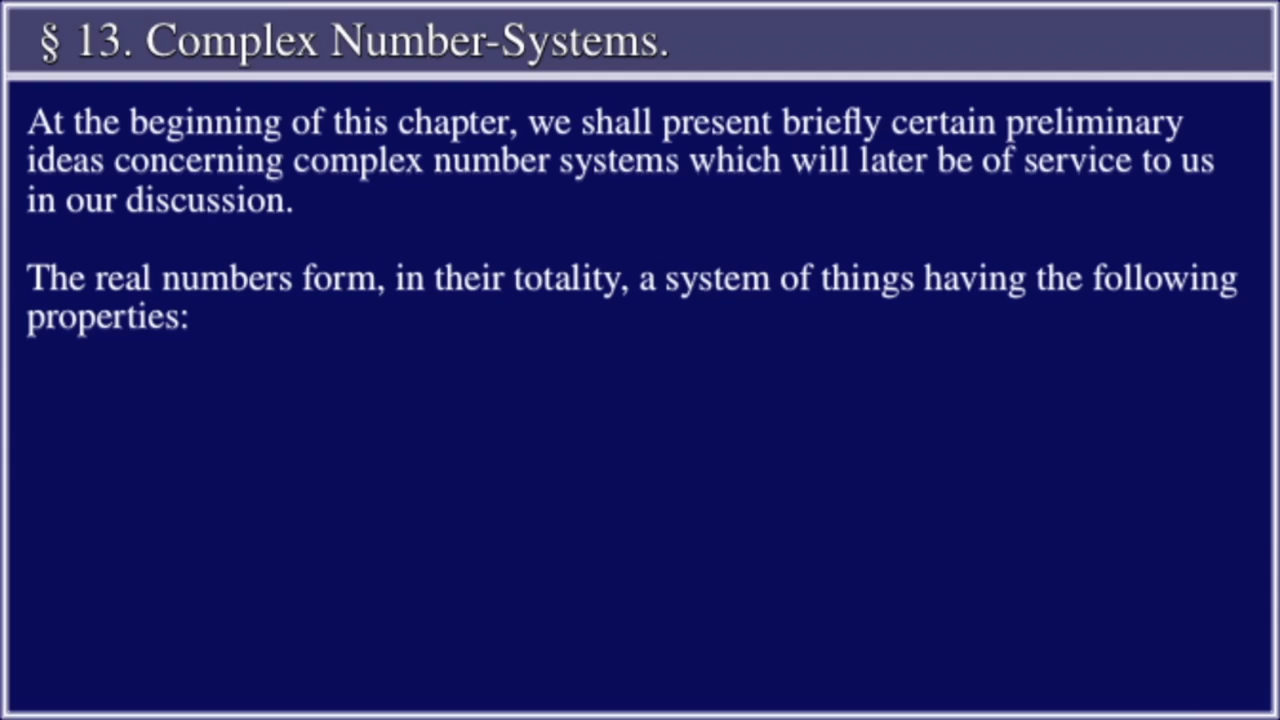 § 13. Complex Number-Systems.
At the beginning of this chapter, we shall present briefly certain preliminary
ideas concerning complex number systems which will later be of service to us
in our discussion.
The real numbers form, in their totality, a system of things having the following
properties: